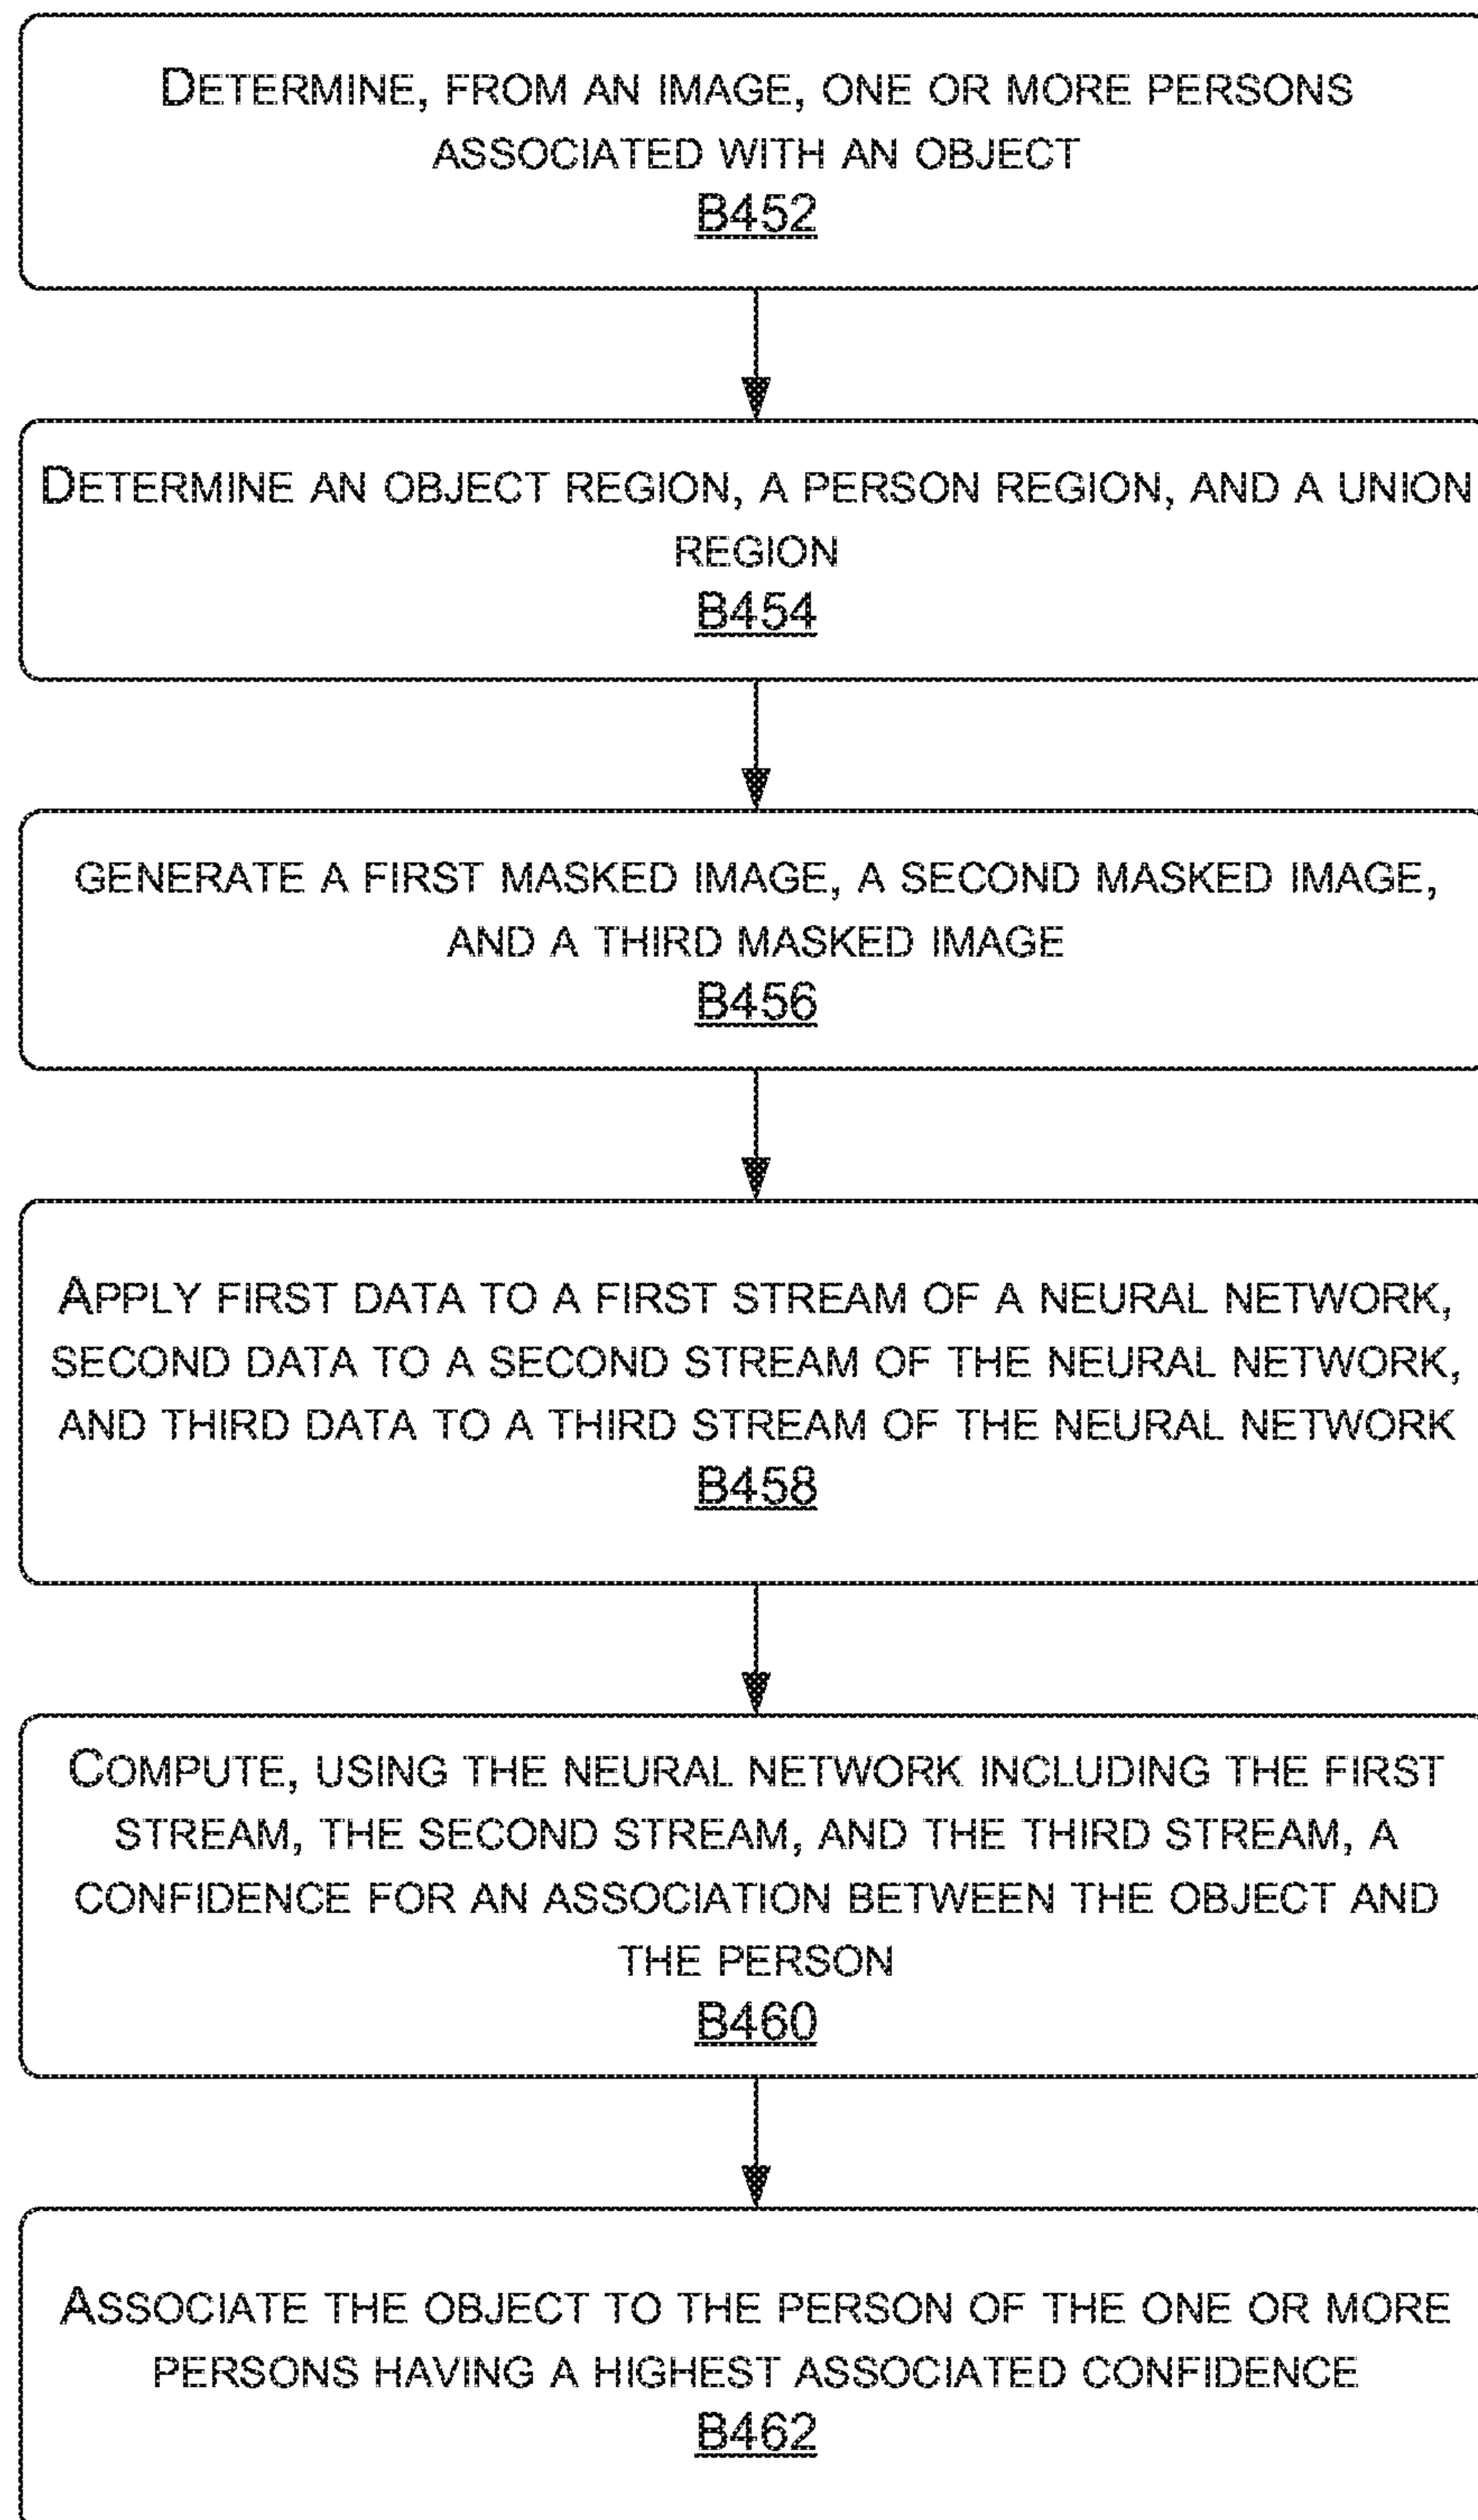 DETERMINE, FROM AN IMAGE, ONE OR MORE PERSONS
ASSOCIATED WITH AN OBJECT
B452
DETERMINE AN OBJECT REGION, A PERSON REGION, AND A UNION
REGION
B454
GENERATE A FIRST MASKED IMAGE, A SECOND MASKED IMAGE,
AND A THIRD MASKED IMAGE
B456
APPLY FIRST DATA TO A FIRST STREAM OF A NEURAL NETWORK,
SECOND DATA TO A SECOND STREAM OF THE NEURAL NETWORK,
AND THIRD DATA TO A THIRD STREAM OF THE NEURAL NETWORK
B458
COMPUTE, USING THE NEURAL NETWORK INCLUDING THE FIRST
STREAM, THE SECOND STREAM, AND THE THIRD STREAM, A
CONFIDENCE FOR AN ASSOCIATION BETWEEN THE OBJECT AND
THE PERSON
B460
ASSOCIATE THE OBJECT TO THE PERSON OF THE ONE OR MORE
PERSONS HAVING A HIGHEST ASSOCIATED CONFIDENCE
B462